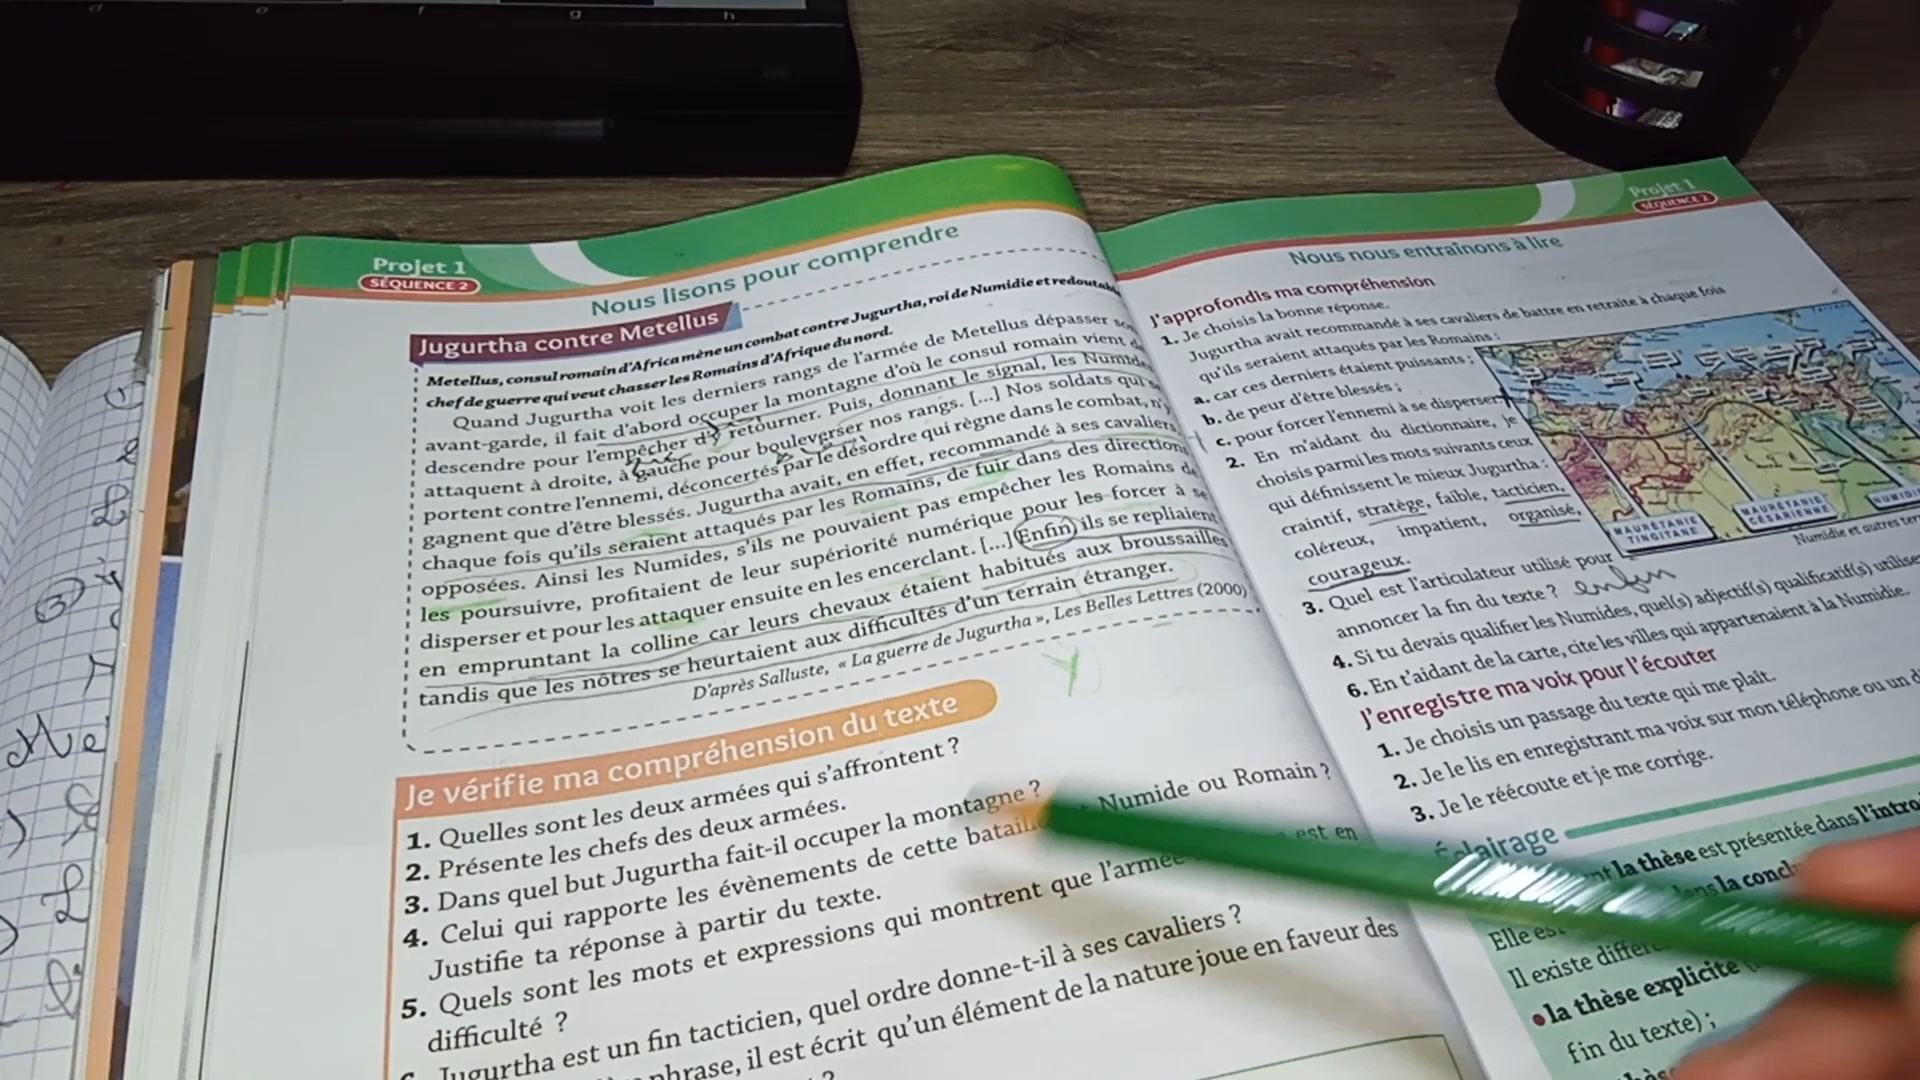 d e f g h
Projet 1
SÉQUENCE 2
Nous lisons pour comprendre
Jugurtha contre Metellus
Metellus, consul romain d'Africa mène un combat contre Jugurtha, roi de Numidie et redoutable
chef de guerre qui veut chasser les Romains d'Afrique du nord.
Quand Jugurtha voit les derniers rangs de l'armée de Metellus dépasser son
avant-garde, il fait d'abord occuper la montagne d'où le consul romain vient de
descendre pour l'empêcher d'y retourner. Puis, donnant le signal, les Numides
attaquent à droite, à gauche pour bouleverser nos rangs. [...] Nos soldats qui se
portent contre l'ennemi, déconcertés par le désordre qui règne dans le combat, n'y
gagnent que d'être blessés. Jugurtha avait, en effet, recommandé à ses cavaliers
chaque fois qu'ils seraient attaqués par les Romains, de fuir dans des direction
opposées. Ainsi les Numides, s'ils ne pouvaient pas empêcher les Romains de
les poursuivre, profitaient de leur supériorité numérique pour les forcer à se
disperser et pour les attaquer ensuite en les encerclant. [...] Enfin, ils se repliaient
en empruntant la colline car leurs chevaux étaient habitués aux broussailles
tandis que les nôtres se heurtaient aux difficultés d'un terrain étranger.
D'après Salluste, « La guerre de Jugurtha », Les Belles Lettres (2000)
Je vérifie ma compréhension du texte
1. Quelles sont les deux armées qui s'affrontent ?
2. Présente les chefs des deux armées.
3. Dans quel but Jugurtha fait-il occuper la montagne ?
4. Celui qui rapporte les évènements de cette bataill Numide ou Romain ?
Justifie ta réponse à partir du texte.
5. Quels sont les mots et expressions qui montrent que l'armée est en
difficulté ?
Jugurtha est un fin tacticien, quel ordre donne-t-il à ses cavaliers ?
phrase, il est écrit qu'un élément de la nature joue en faveur des
Projet 1
SÉQUENCE 2
Nous nous entraînons à lire
J'approfondis ma compréhension
1. Je choisis la bonne réponse.
Jugurtha avait recommandé à ses cavaliers de battre en retraite à chaque fois
qu'ils seraient attaqués par les Romains :
a. car ces derniers étaient puissants ;
b. de peur d'être blessés ;
c. pour forcer l'ennemi à se disperser.
2. En m'aidant du dictionnaire, je
choisis parmi les mots suivants ceux
qui définissent le mieux Jugurtha :
craintif, stratège, faible, tacticien,
coléreux, impatient, organisé,
courageux.
MAURÉTANIE
TINGITANE
MAURÉTANIE
CÉSARIENNE
NUMIDI
Numidie et autres terr
3. Quel est l'articulateur utilisé pour
annoncer la fin du texte ? enfin
4. Si tu devais qualifier les Numides, quel(s) adjectif(s) qualificatif(s) utilise
6. En t'aidant de la carte, cite les villes qui appartenaient à la Numidie.
J'enregistre ma voix pour l'écouter
1. Je choisis un passage du texte qui me plaît.
2. Je le lis en enregistrant ma voix sur mon téléphone ou un d
3. Je le réécoute et je me corrige.
Éclairage
la thèse est présentée dans l'intro
dans la concl
Elle es
Il existe différe
• la thèse explicite
fin du texte) ;